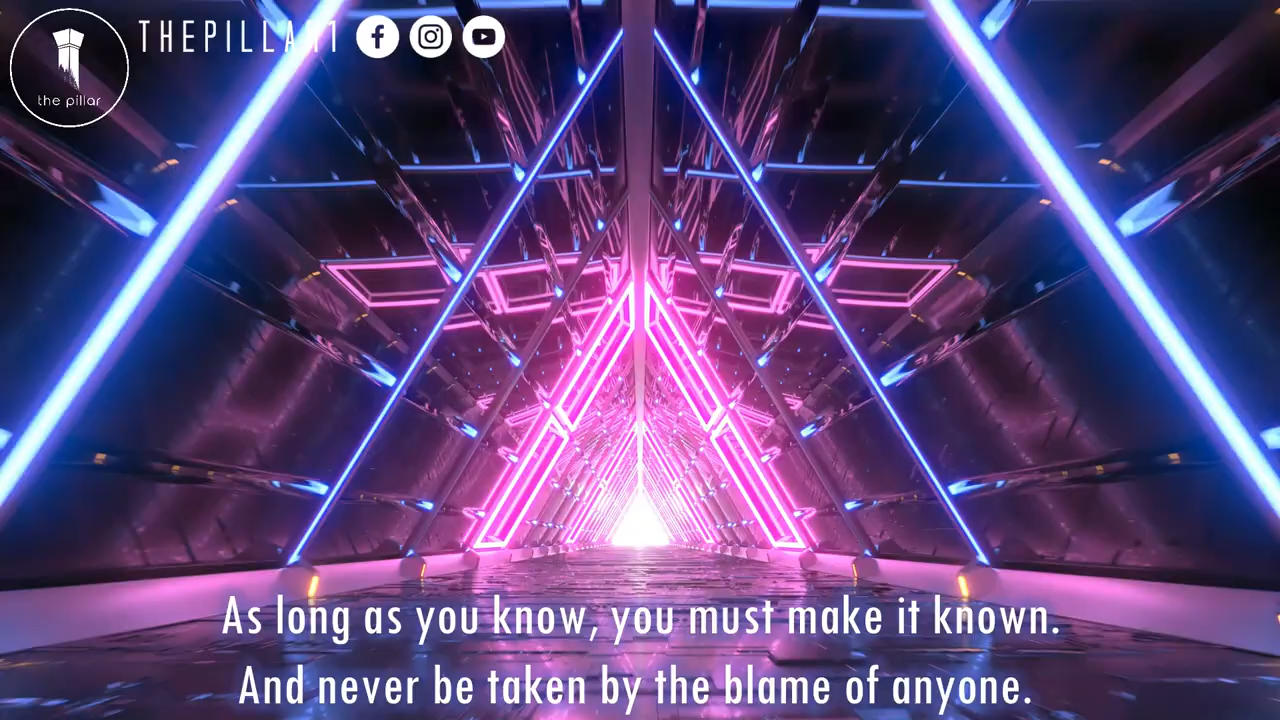 THEPILLAR1
the pillar
As long as you know, you must make it known.
And never be taken by the blame of anyone.